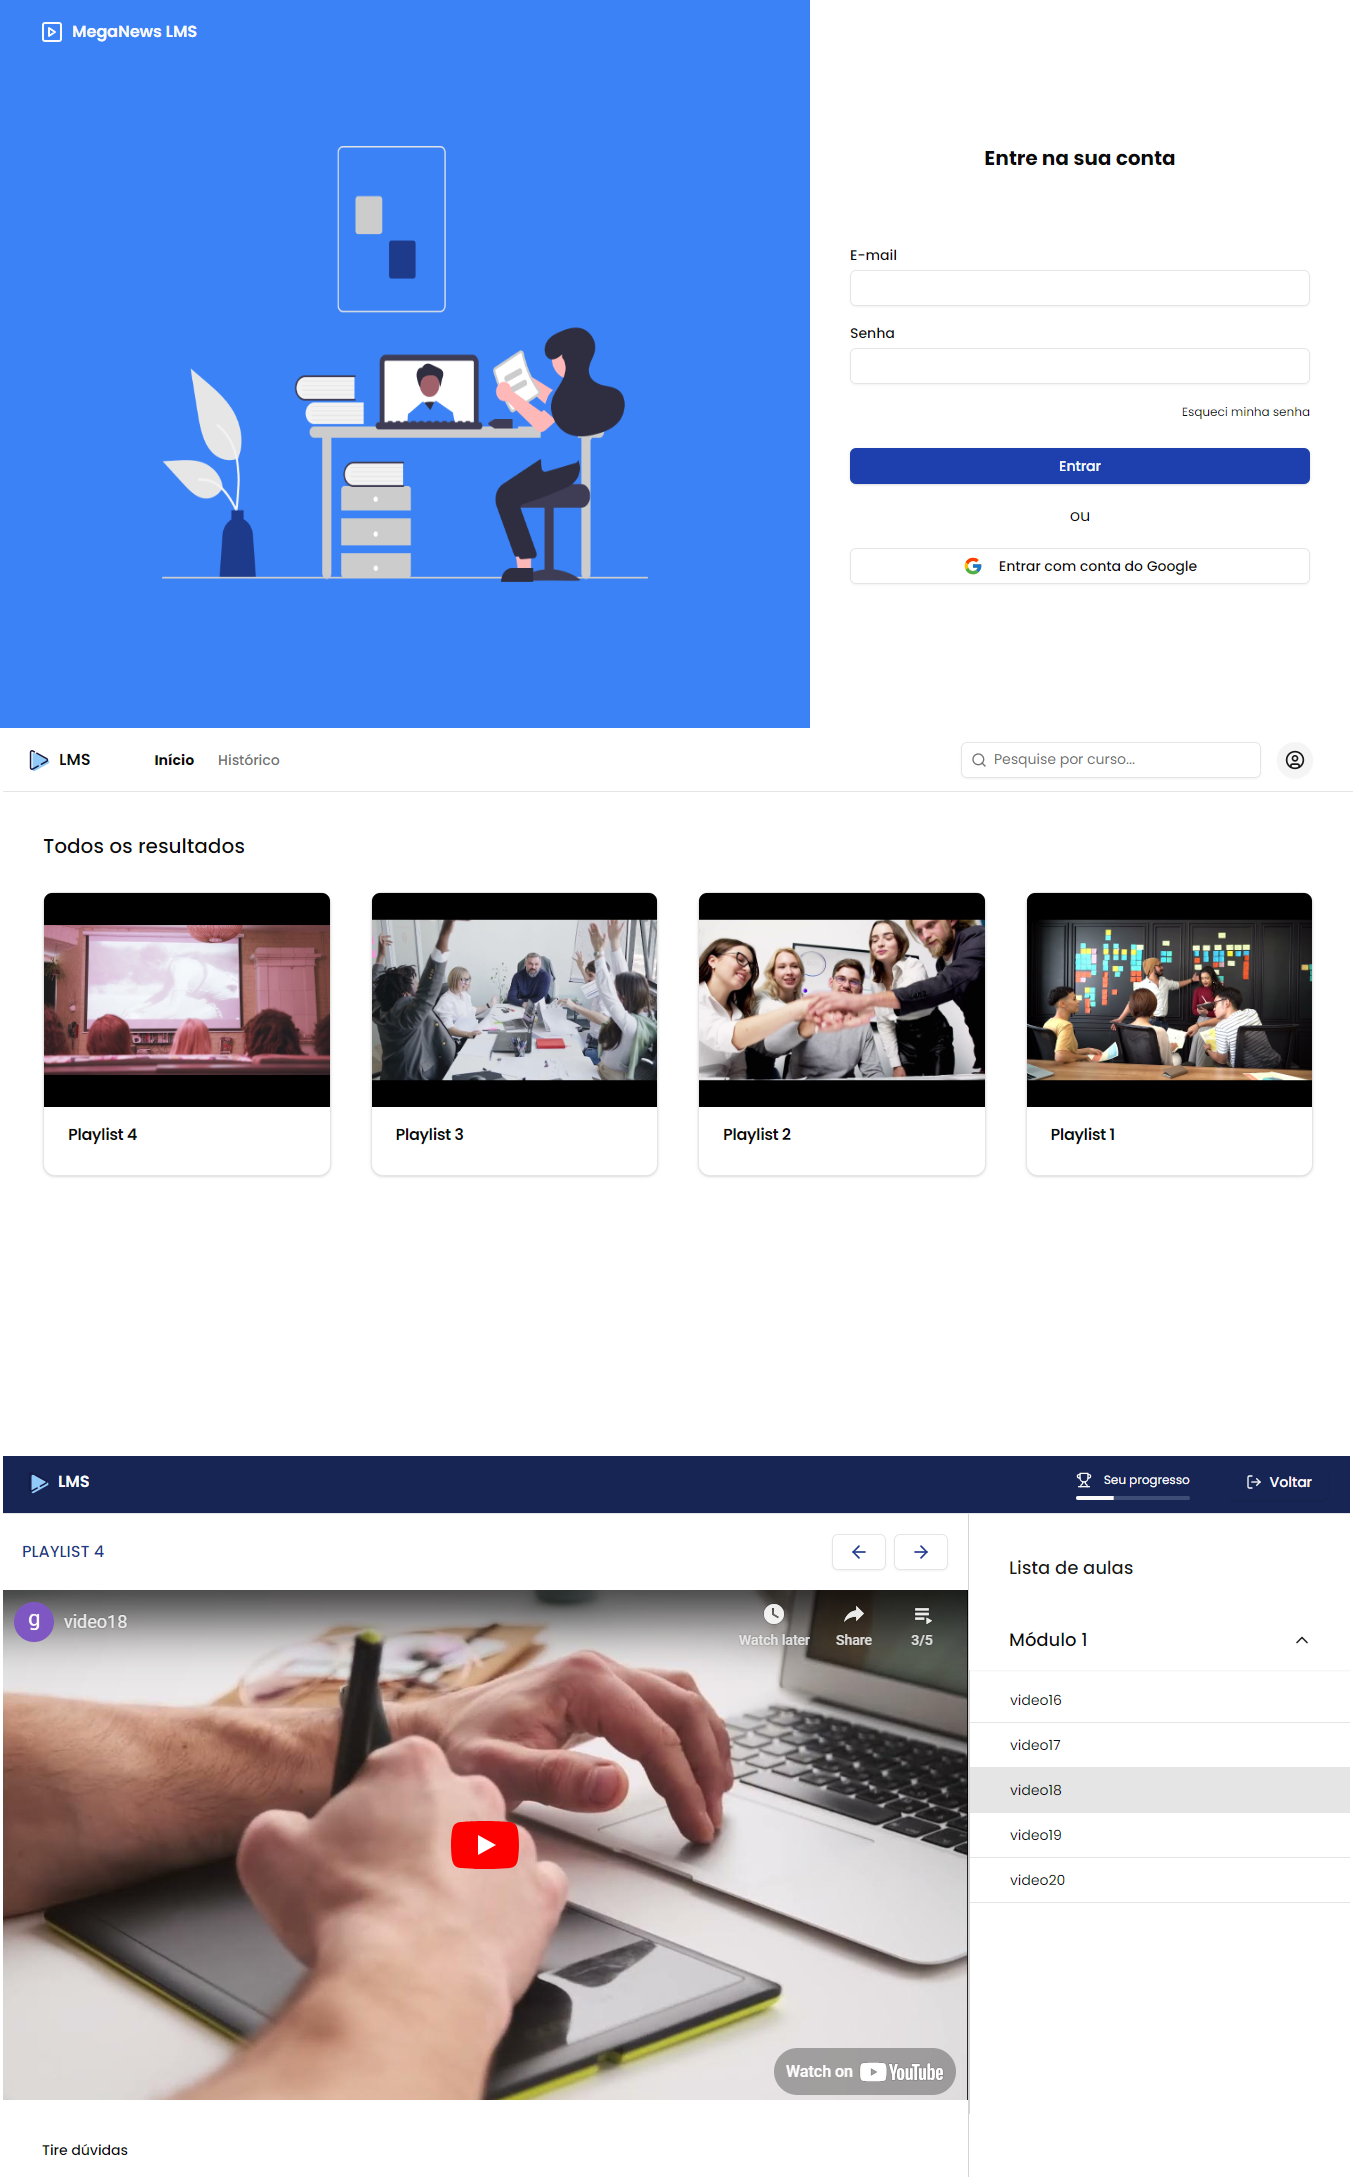 MegaNews LMS
Entre na sua conta
E-mail
Senha
Esqueci minha senha
Entrar
ou
Entrar com conta do Google
LMS
Início
Histórico
Pesquise por curso...
Todos os resultados
Playlist 4
Playlist 3
Playlist 2
Playlist 1
LMS
Seu progresso
Voltar
PLAYLIST 4
g
video18
Watch later
Share
3/5
Watch on YouTube
Lista de aulas
Módulo 1
video16
video17
video18
video19
video20
Tire dúvidas